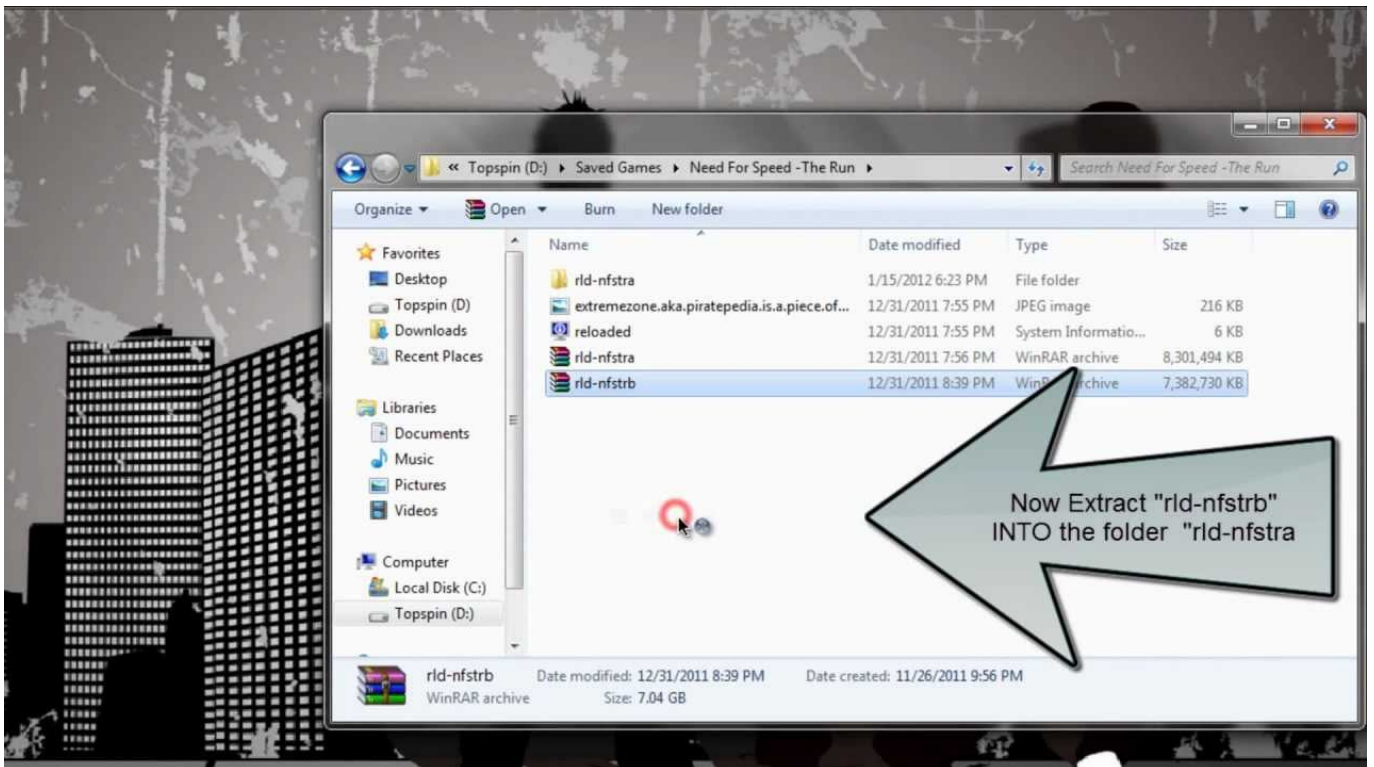 « Topspin (D:) ▸ Saved Games ▸ Need For Speed -The Run ▸
Search Need For Speed -The Run
Organize Open Burn New folder
Name Date modified Type Size
Favorites
Desktop
Topspin (D)
Downloads
Recent Places
Libraries
Documents
Music
Pictures
Videos
Computer
Local Disk (C:)
Topspin (D:)
rld-nfstra 1/15/2012 6:23 PM File folder
extremezone.aka.piratepedia.is.a.piece.of... 12/31/2011 7:55 PM JPEG image 216 KB
reloaded 12/31/2011 7:55 PM System Informatio... 6 KB
rld-nfstra 12/31/2011 7:56 PM WinRAR archive 8,301,494 KB
rld-nfstrb 12/31/2011 8:39 PM 7,382,730 KB
Now Extract "rld-nfstrb"
INTO the folder "rld-nfstra
rld-nfstrb Date modified: 12/31/2011 8:39 PM Date created: 11/26/2011 9:56 PM
WinRAR archive Size: 7.04 GB